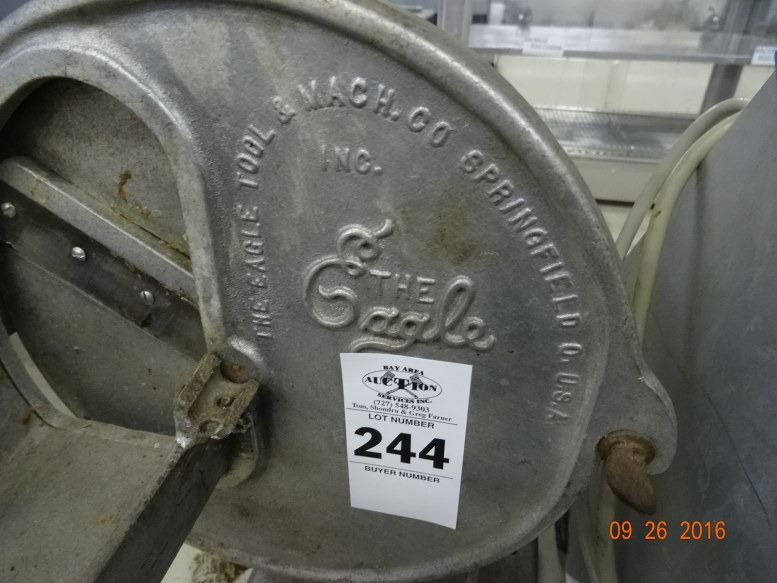 THE EAGLE TOOL & MACH. CO SPRINGFIELD O. U.S.A
INC.
THE
Eagle
BAY AREA
AUCTION
SERVICES INC.
(727) 548-9303
Tom, Shondra & Greg Farner
LOT NUMBER
244
BUYER NUMBER
09 26 2016